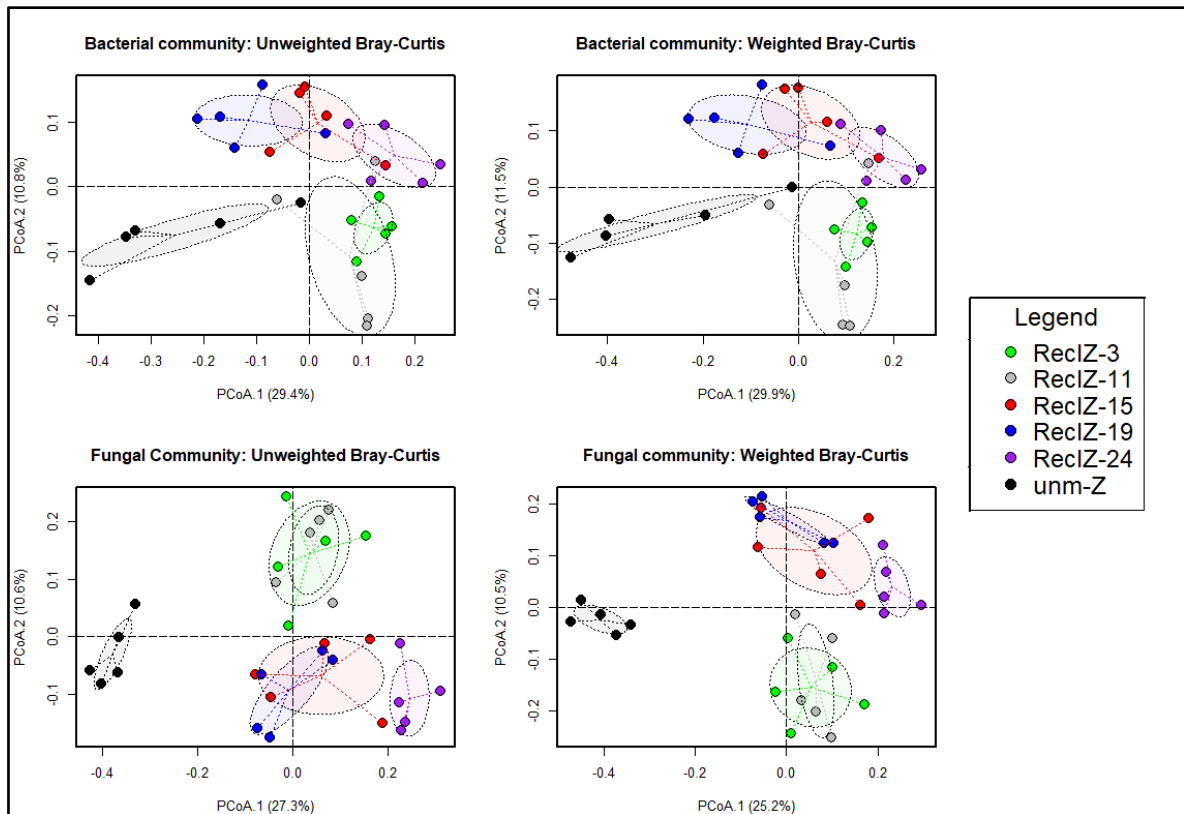 Bacterial community: Unweighted Bray-Curtis
PCoA.2 (10.8%)
0.1
0.0
-0.1
-0.2
-0.4 -0.3 -0.2 -0.1 0.0 0.1 0.2
PCoA.1 (29.4%)
Bacterial community: Weighted Bray-Curtis
PCoA.2 (11.5%)
0.1
0.0
-0.1
-0.2
-0.4 -0.2 0.0 0.2
PCoA.1 (29.9%)
Fungal Community: Unweighted Bray-Curtis
PCoA.2 (10.6%)
0.2
0.0
-0.1
-0.4 -0.2 0.0 0.2
PCoA.1 (27.3%)
Fungal community: Weighted Bray-Curtis
PCoA.2 (10.5%)
0.2
0.1
0.0
-0.1
-0.2
-0.4 -0.2 0.0 0.2
PCoA.1 (25.2%)
Legend
RecIZ-3
RecIZ-11
RecIZ-15
RecIZ-19
RecIZ-24
unm-Z